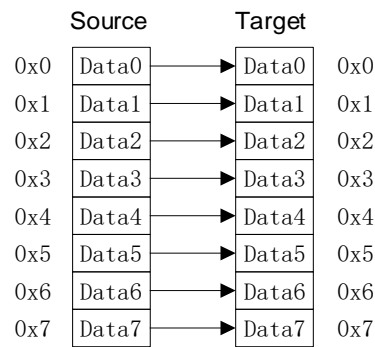 Source Target
0x0 Data0 Data0 0x0
0x1 Data1 Data1 0x1
0x2 Data2 Data2 0x2
0x3 Data3 Data3 0x3
0x4 Data4 Data4 0x4
0x5 Data5 Data5 0x5
0x6 Data6 Data6 0x6
0x7 Data7 Data7 0x7